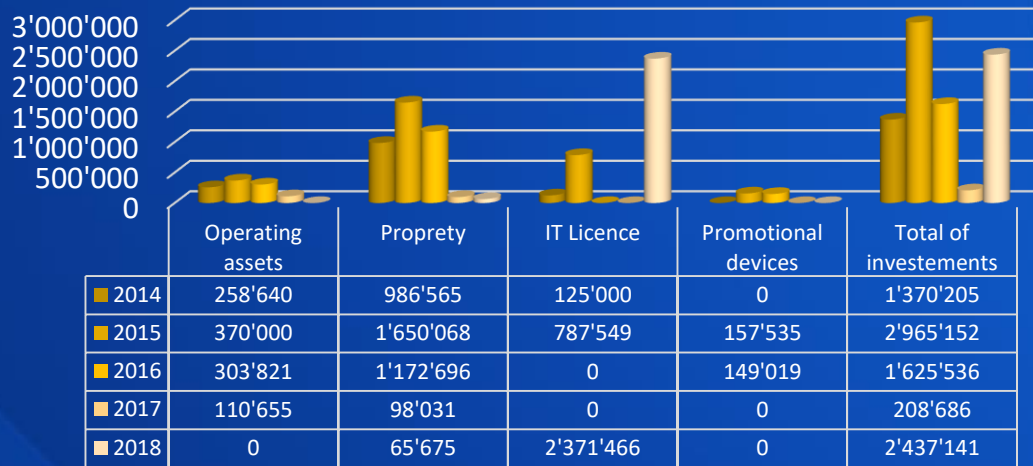 3'000'000
2'500'000
2'000'000
1'500'000
1'000'000
500'000
0
Operating assets Proprety IT Licence Promotional devices Total of investements
2014 258'640 986'565 125'000 0 1'370'205
2015 370'000 1'650'068 787'549 157'535 2'965'152
2016 303'821 1'172'696 0 149'019 1'625'536
2017 110'655 98'031 0 0 208'686
2018 0 65'675 2'371'466 0 2'437'141